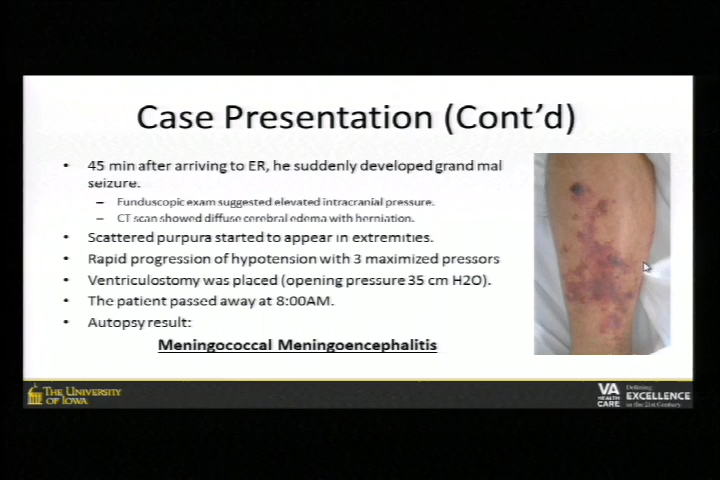 Case Presentation (Cont'd)
• 45 min after arriving to ER, he suddenly developed grand mal
seizure.
– Funduscopic exam suggested elevated intracranial pressure.
– CT scan showed diffuse cerebral edema with herniation.
• Scattered purpura started to appear in extremities.
• Rapid progression of hypotension with 3 maximized pressors
• Ventriculostomy was placed (opening pressure 35 cm H2O).
• The patient passed away at 8:00AM.
• Autopsy result:
Meningococcal Meningoencephalitis
THE UNIVERSITY
OF IOWA
VA
HEALTH
CARE
Defining
EXCELLENCE
in the 21st Century